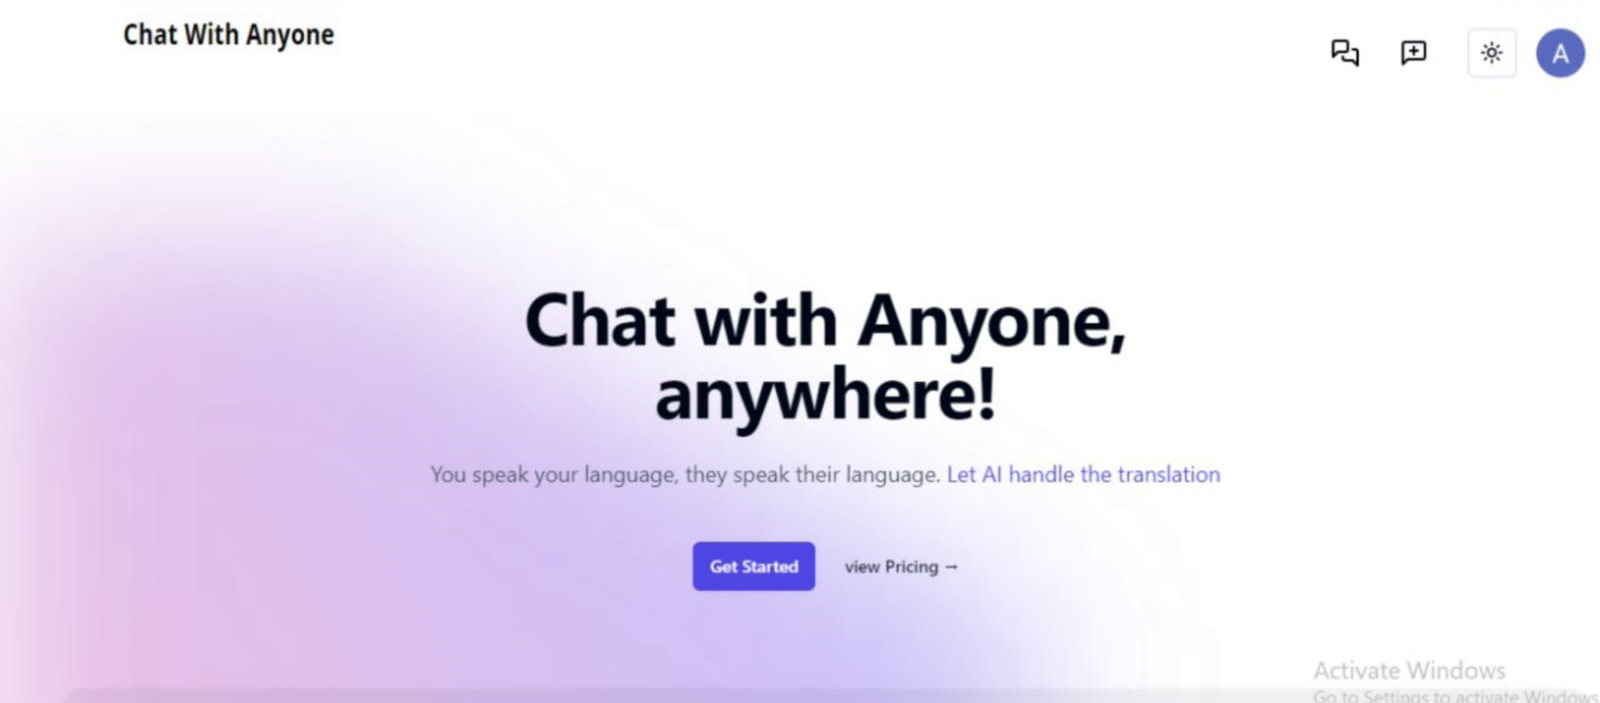 Chat With Anyone
A
Chat with Anyone,
anywhere!
You speak your language, they speak their language. Let AI handle the translation
Get Started
view Pricing →
Activate Windows
Go to Settings to activate Windows